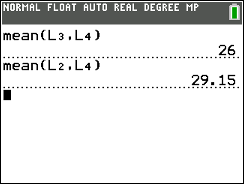 NORMAL FLOAT AUTO REAL DEGREE MP
mean(L₃,L₄)
26
mean(L₂,L₄)
29.15